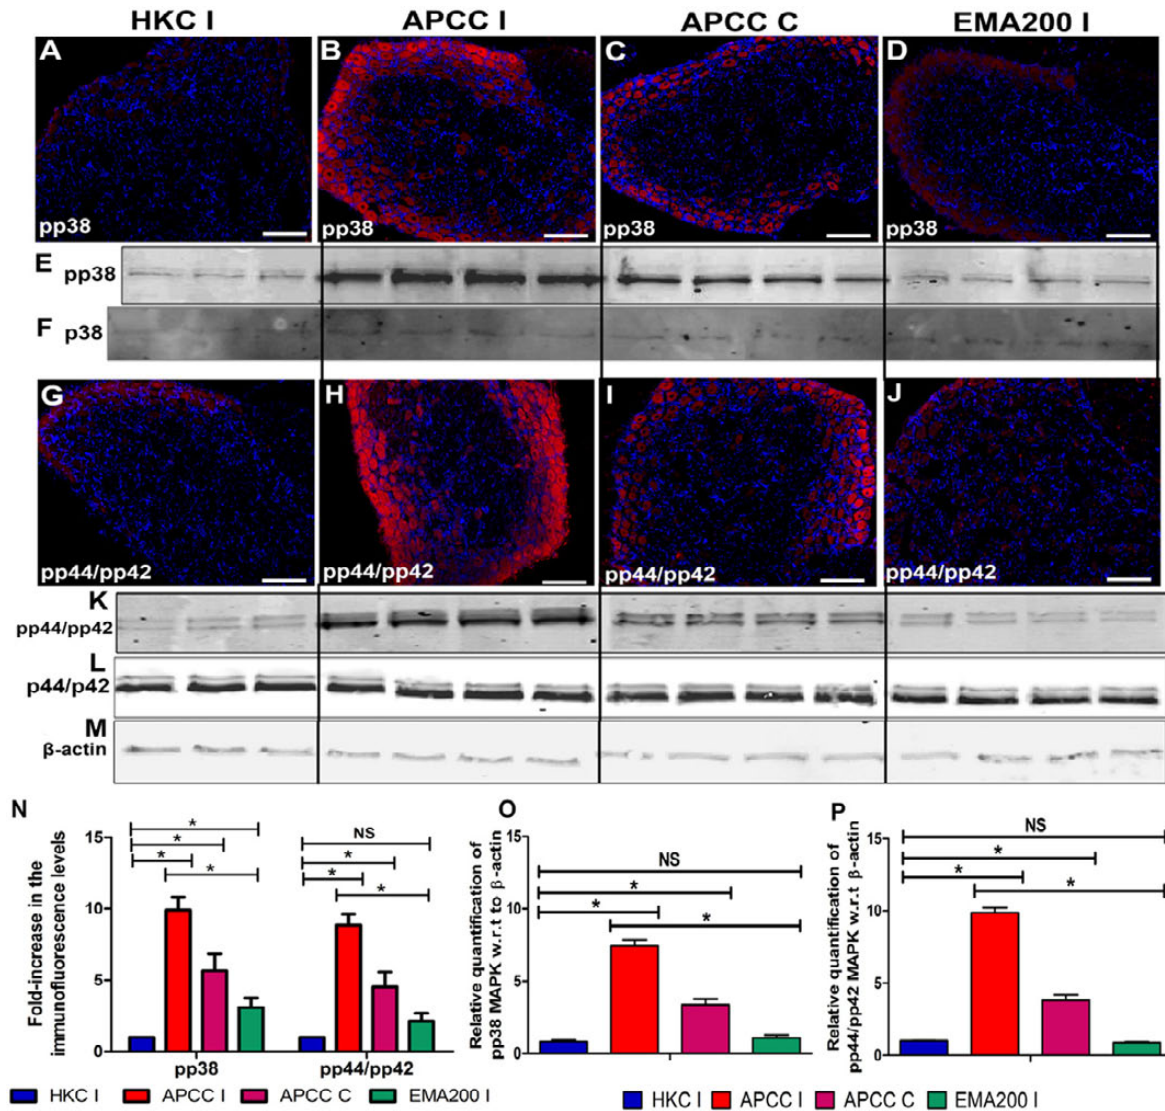 HKC I APCC I APCC C EMA200 I
A B C D
pp38 pp38 pp38 pp38
E pp38
F p38
G H I J
pp44/pp42 pp44/pp42 pp44/pp42 pp44/pp42
K
pp44/pp42
L
p44/p42
M
β-actin
N
Fold-increase in the
immunofluorescence levels
15
10
5
0
* * * *
NS * * *
pp38 pp44/pp42
HKC I APCC I APCC C EMA200 I
O
Relative quantification of
pp38 MAPK w.r.t to β-actin
15
10
5
0
NS
*
* *
P
Relative quantification of
pp44/pp42 MAPK w.r.t β-actin
15
10
5
0
NS
*
* *
HKC I APCC I APCC C EMA200 I